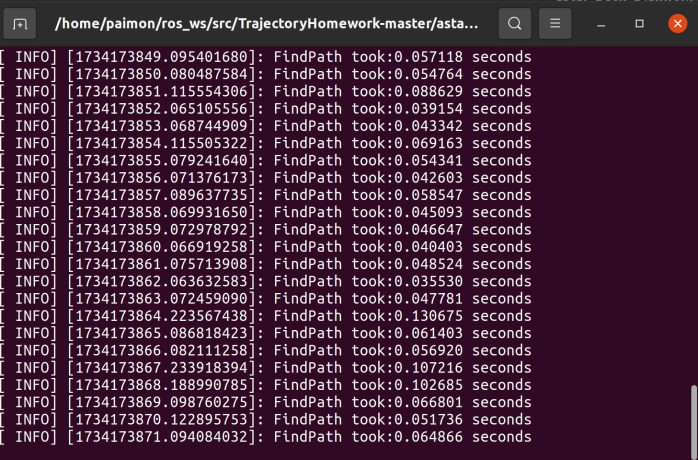 /home/paimon/ros_ws/src/TrajectoryHomework-master/asta...
[ INFO] [1734173849.095401680]: FindPath took:0.057118 seconds
[ INFO] [1734173850.080487584]: FindPath took:0.054764 seconds
[ INFO] [1734173851.115554306]: FindPath took:0.088629 seconds
[ INFO] [1734173852.065105556]: FindPath took:0.039154 seconds
[ INFO] [1734173853.068744909]: FindPath took:0.043342 seconds
[ INFO] [1734173854.115505322]: FindPath took:0.069163 seconds
[ INFO] [1734173855.079241640]: FindPath took:0.054341 seconds
[ INFO] [1734173856.071376173]: FindPath took:0.042603 seconds
[ INFO] [1734173857.089637735]: FindPath took:0.058547 seconds
[ INFO] [1734173858.069931650]: FindPath took:0.045093 seconds
[ INFO] [1734173859.072978792]: FindPath took:0.046647 seconds
[ INFO] [1734173860.066919258]: FindPath took:0.040403 seconds
[ INFO] [1734173861.075713908]: FindPath took:0.048524 seconds
[ INFO] [1734173862.063632583]: FindPath took:0.035530 seconds
[ INFO] [1734173863.072459090]: FindPath took:0.047781 seconds
[ INFO] [1734173864.223567438]: FindPath took:0.130675 seconds
[ INFO] [1734173865.086818423]: FindPath took:0.061403 seconds
[ INFO] [1734173866.082111258]: FindPath took:0.056920 seconds
[ INFO] [1734173867.233918394]: FindPath took:0.107216 seconds
[ INFO] [1734173868.188990785]: FindPath took:0.102685 seconds
[ INFO] [1734173869.098760275]: FindPath took:0.066801 seconds
[ INFO] [1734173870.122895753]: FindPath took:0.051736 seconds
[ INFO] [1734173871.094084032]: FindPath took:0.064866 seconds